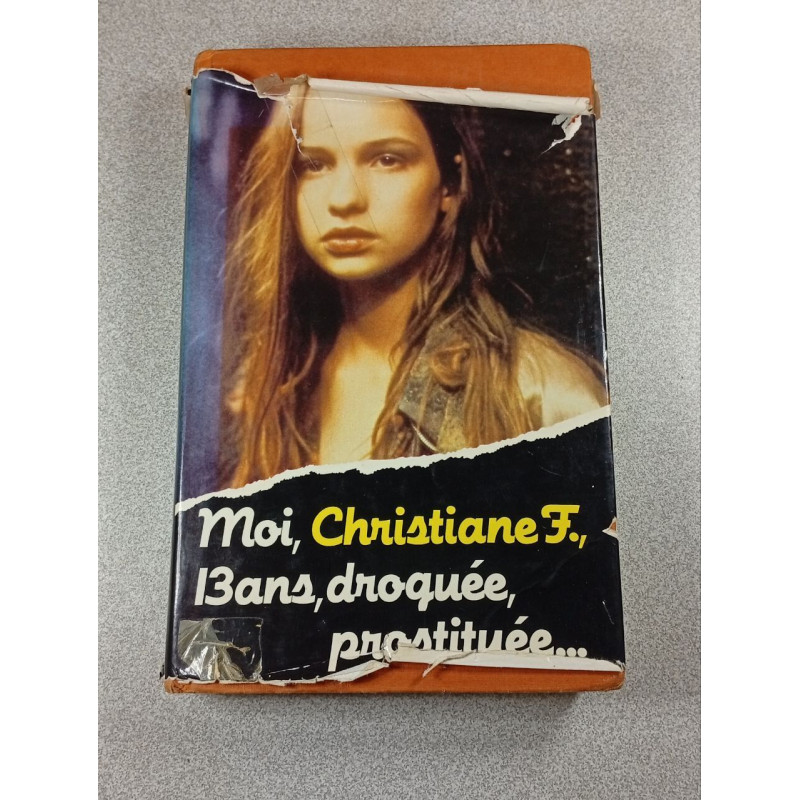 Moi, Christiane F.,
13ans, droguée,
prostituée...